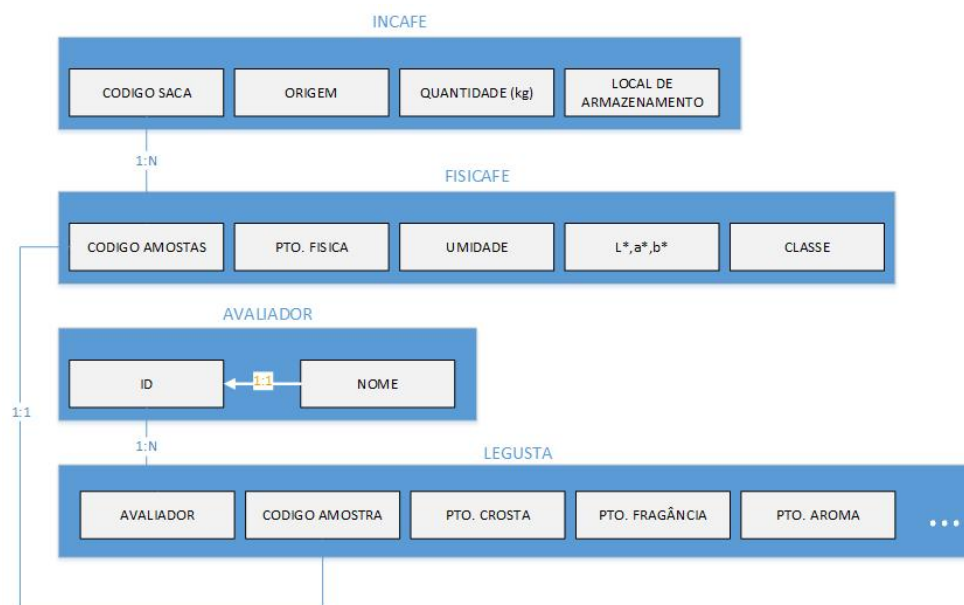 INCAFE
CODIGO SACA
ORIGEM
QUANTIDADE (kg)
LOCAL DE
ARMAZENAMENTO
1:N
FISICAFE
CODIGO AMOSTAS
PTO. FISICA
UMIDADE
L*,a*,b*
CLASSE
AVALIADOR
ID
1:1
NOME
1:1
1:N
LEGUSTA
AVALIADOR
CODIGO AMOSTRA
PTO. CROSTA
PTO. FRAGÂNCIA
PTO. AROMA
...